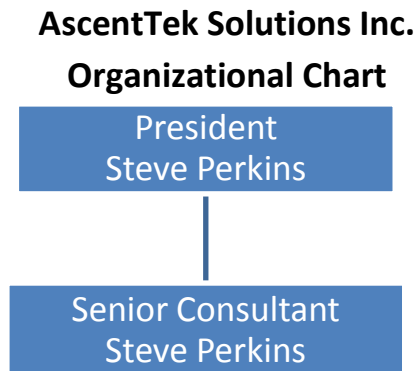 AscentTek Solutions Inc.
Organizational Chart
President
Steve Perkins
Senior Consultant
Steve Perkins